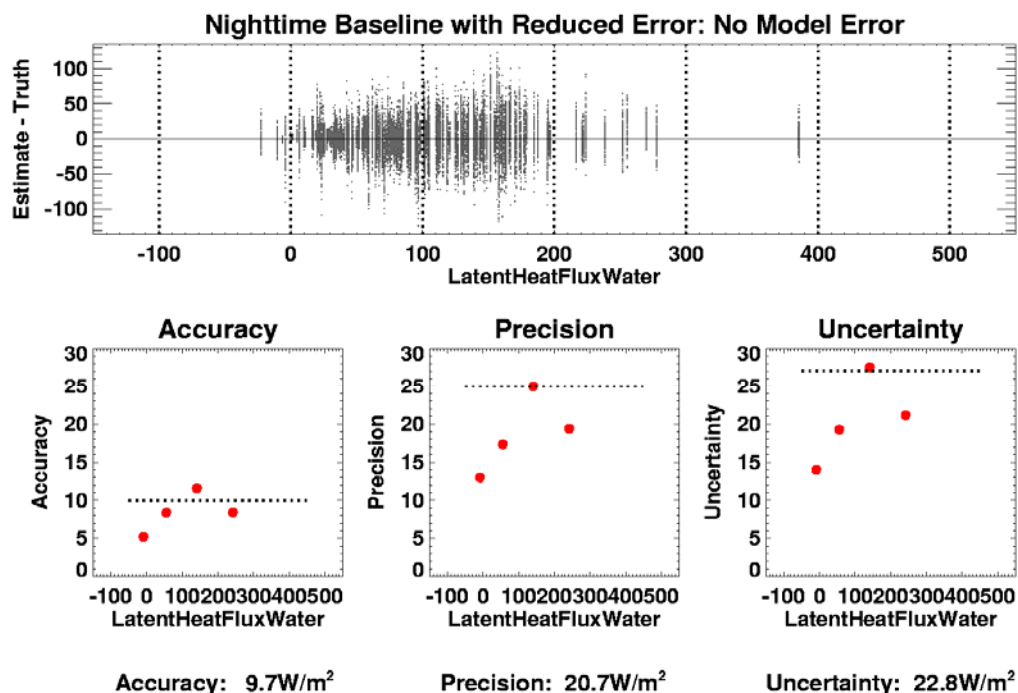 Nighttime Baseline with Reduced Error: No Model Error
Estimate - Truth
100
50
0
-50
-100
-100 0 100 200 300 400 500
LatentHeatFluxWater
Accuracy
Accuracy
30
25
20
15
10
5
0
-100 0 100200300400500
LatentHeatFluxWater
Accuracy: 9.7W/m²
Precision
Precision
30
25
20
15
10
5
0
-100 0 100200300400500
LatentHeatFluxWater
Precision: 20.7W/m²
Uncertainty
Uncertainty
30
25
20
15
10
5
0
-100 0 100200300400500
LatentHeatFluxWater
Uncertainty: 22.8W/m²